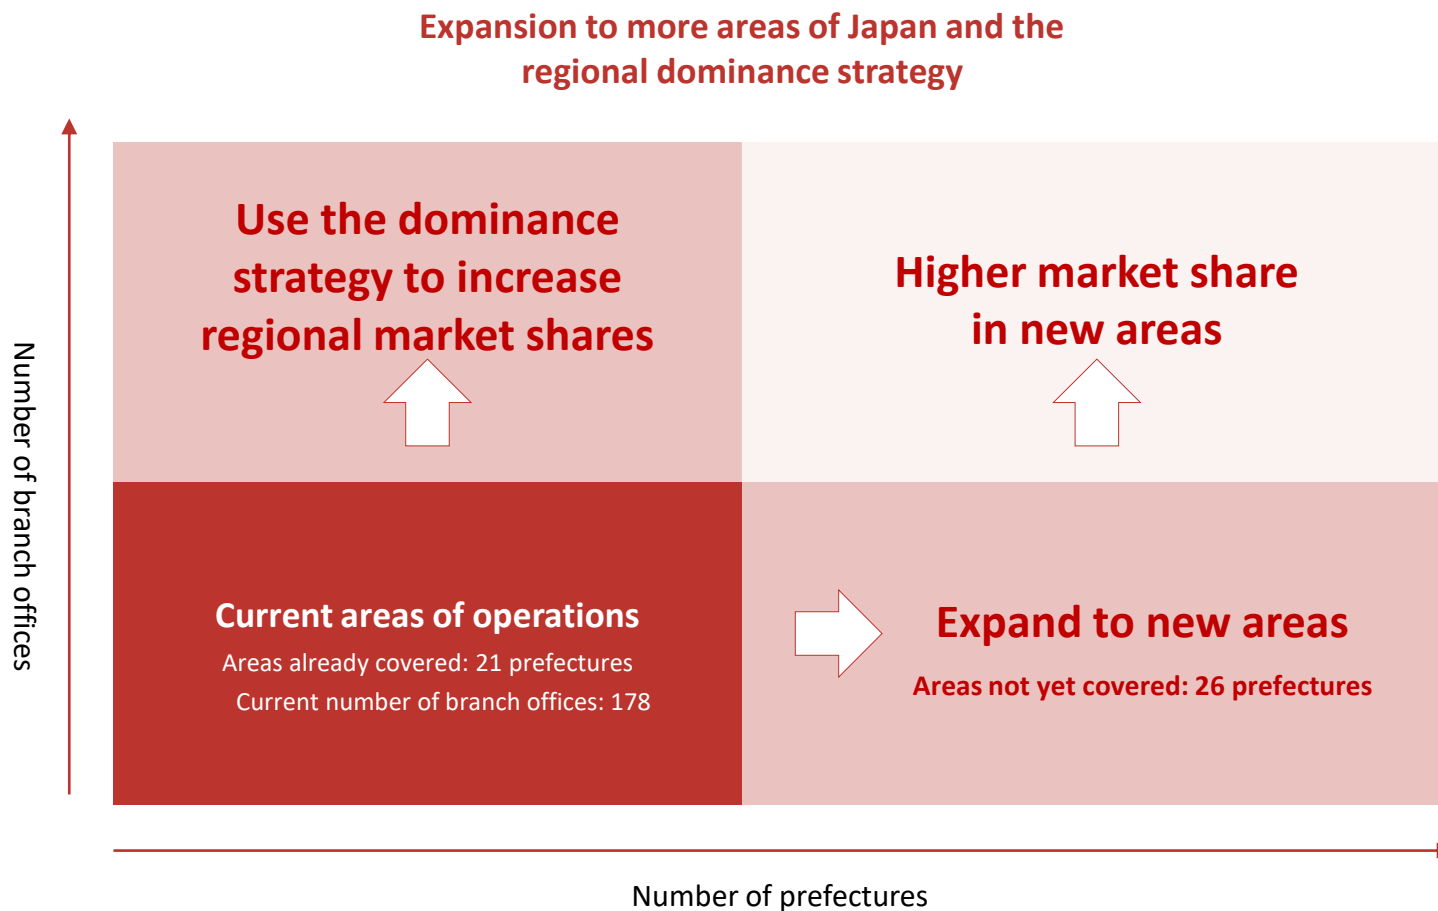 Expansion to more areas of Japan and the
regional dominance strategy
Use the dominance
strategy to increase
regional market shares
Higher market share
in new areas
Number of branch offices
Current areas of operations
Areas already covered: 21 prefectures
Current number of branch offices: 178
Expand to new areas
Areas not yet covered: 26 prefectures
Number of prefectures